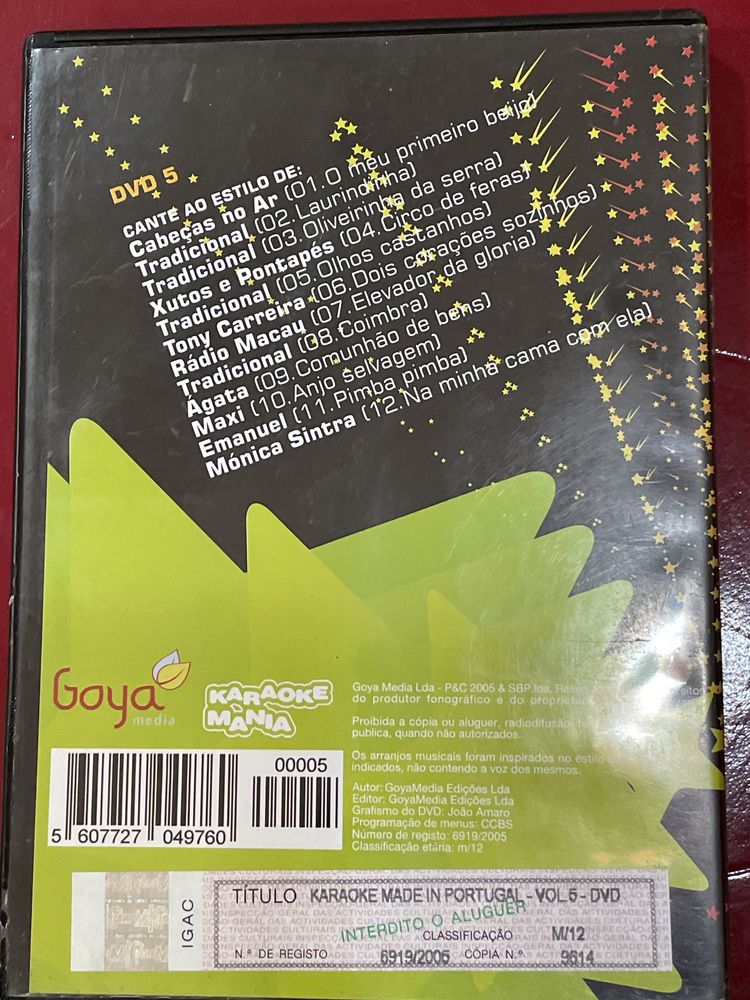 DVD 5
CANTE AO ESTILO DE:
Cabeças no Ar (01.O meu primeiro beijo)
Tradicional (02.Laurindinha)
Tradicional (03.Oliveirinha da serra)
Xutos e Pontapés (04.Circo de feras)
Tradicional (05.Olhos castanhos)
Tony Carreira (06.Dois corações sozinhos)
Rádio Macau (07.Elevador da gloria)
Tradicional (08.Coimbra)
Ágata (09.Comunhão de bens)
Maxi (10.Anjo selvagem)
Emanuel (11.Pimba pimba)
Mónica Sintra (12.Na minha cama com ela)
Goya
media
KARAOKE
MANIA
Goya Media Lda - P&C 2005 & SBP,lda.
do produtor fonográfico e do
Proibida a cópia ou aluguer, radiodifusão,
publica, quando não autorizados.
Os arranjos musicais foram inspirados no estilo
indicados, não contendo a voz dos mesmos.
Autor: GoyaMedia Edições Lda
Editor: GoyaMedia Edições Lda
Grafismo do DVD: João Amaro
Programação de menus: CCBS
Número de registo: 6919/2005
Classificação etária: m/12
00005
5 607727 049760
IGAC
TÍTULO KARAOKE MADE IN PORTUGAL - VOL 5 - DVD
INTERDITO O ALUGUER
CLASSIFICAÇÃO M/12
N.º DE REGISTO 6919/2005 CÓPIA N.º 9614